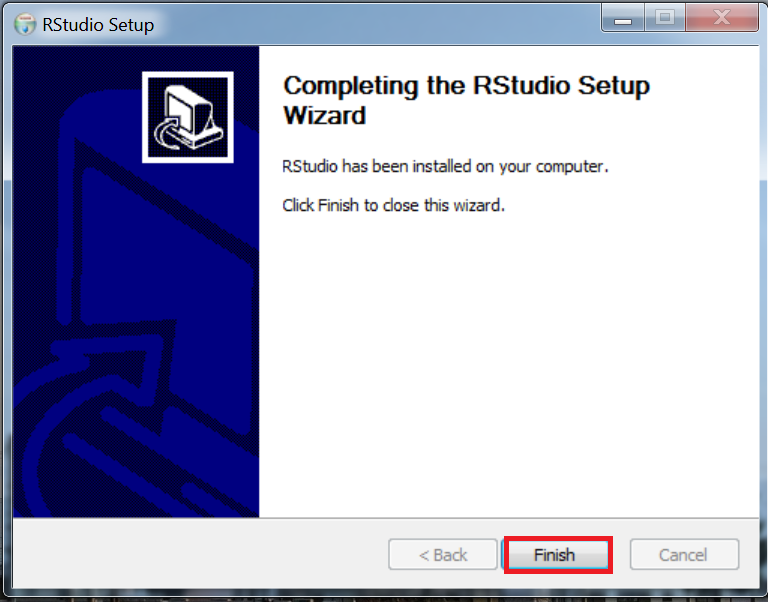 RStudio Setup
Completing the RStudio Setup
Wizard
RStudio has been installed on your computer.
Click Finish to close this wizard.
< Back
Finish
Cancel